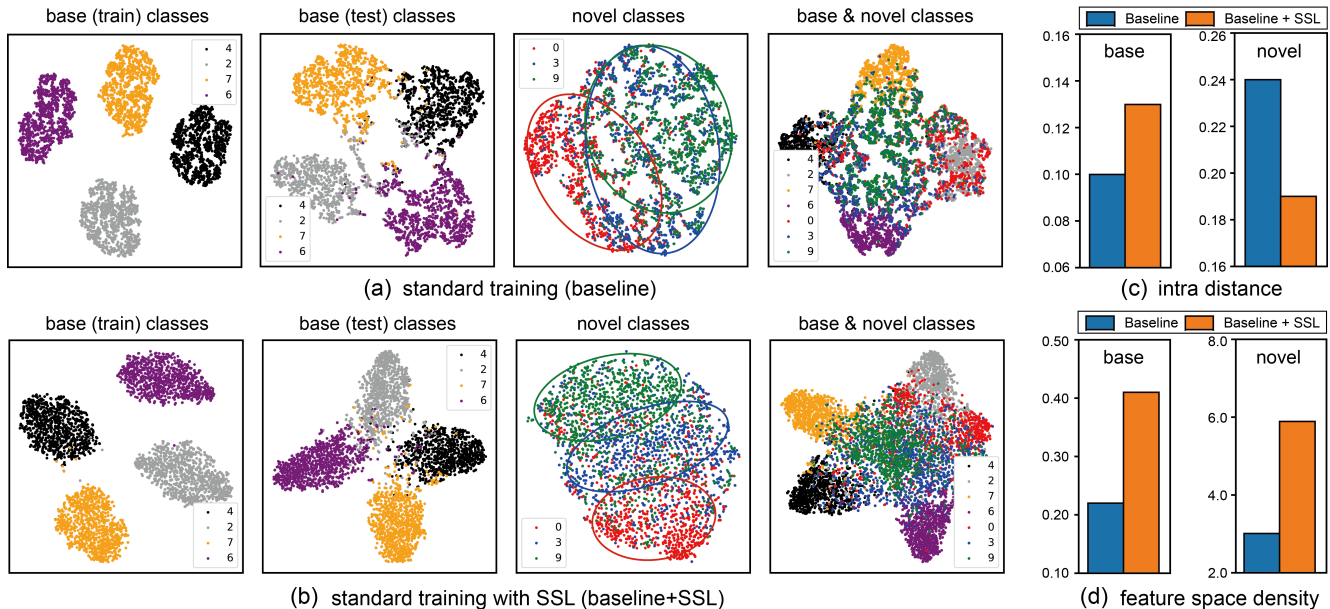 base (train) classes
base (test) classes
novel classes
base & novel classes
4
2
7
6
4
2
7
6
0
3
9
4
2
7
6
0
3
9
(a) standard training (baseline)
Baseline
Baseline + SSL
base
0.16
0.14
0.12
0.10
0.08
0.06
novel
0.26
0.24
0.22
0.20
0.18
0.16
(c) intra distance
base (train) classes
base (test) classes
novel classes
base & novel classes
4
2
7
6
4
2
7
6
0
3
9
4
2
7
6
0
3
9
(b) standard training with SSL (baseline+SSL)
Baseline
Baseline + SSL
base
0.50
0.40
0.30
0.20
0.10
novel
8.0
6.0
4.0
2.0
(d) feature space density